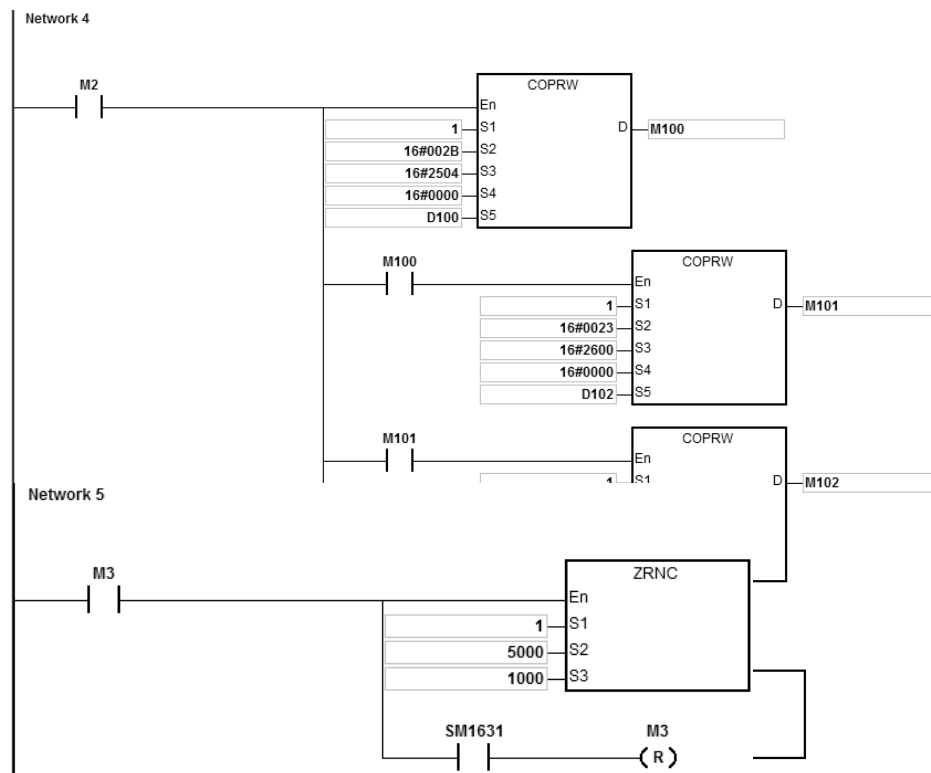 Network 4
M2
COPRW
En
1 S1 D M100
16#002B S2
16#2504 S3
16#0000 S4
D100 S5
M100
COPRW
En
1 S1 D M101
16#0023 S2
16#2600 S3
16#0000 S4
D102 S5
M101
COPRW
En
1 S1 D M102
Network 5
M3
ZRNC
En
1 S1
5000 S2
1000 S3
SM1631 M3
( R )